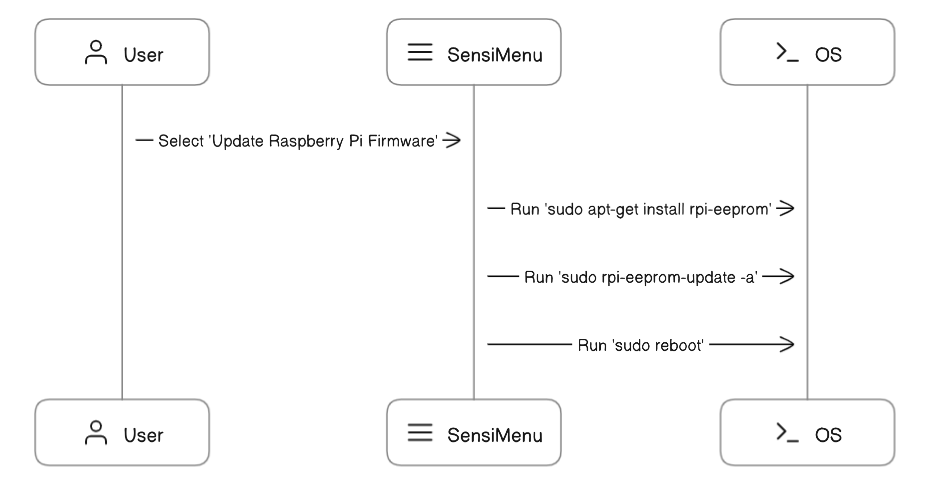 User
SensiMenu
OS
Select 'Update Raspberry Pi Firmware'
Run 'sudo apt-get install rpi-eeprom'
Run 'sudo rpi-eeprom-update -a'
Run 'sudo reboot'
User
SensiMenu
OS